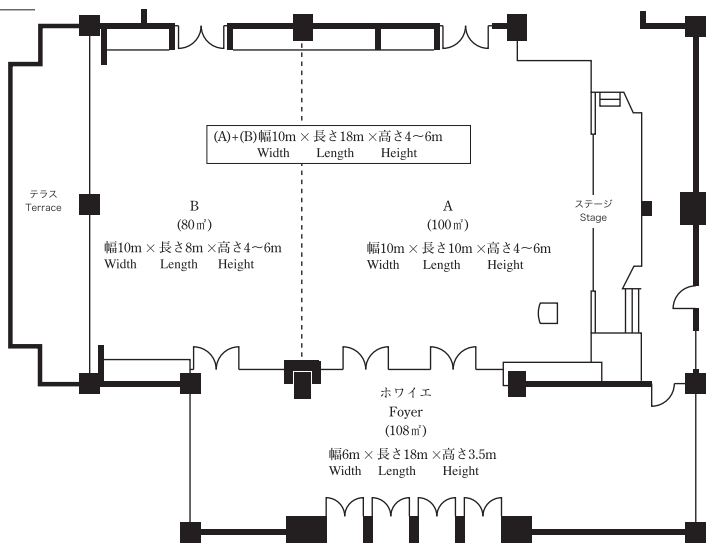 (A)+(B)幅10m × 長さ18m ×高さ4～6m
Width Length Height
テラス
Terrace
B
(80㎡)
幅10m × 長さ8m ×高さ4～6m
Width Length Height
A
(100㎡)
幅10m × 長さ10m ×高さ4～6m
Width Length Height
ステージ
Stage
ホワイエ
Foyer
(108㎡)
幅6m × 長さ18m ×高さ3.5m
Width Length Height